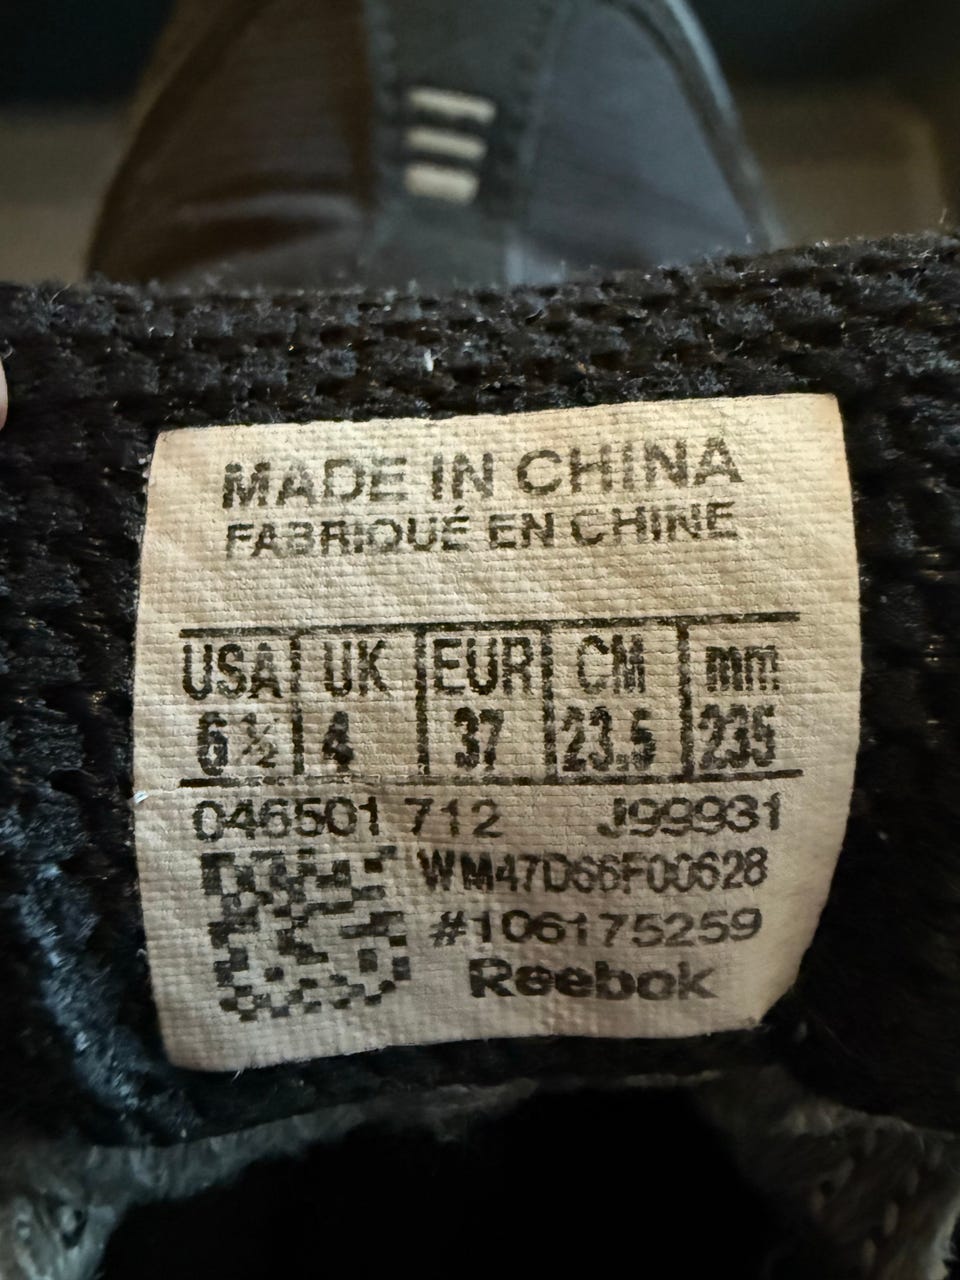 MADE IN CHINA
FABRIQUÉ EN CHINE
USA UK EUR CM mm
6½ 4 37 23.5 235
046501 712 J99931
WM47D66F00628
#106175259
Reebok